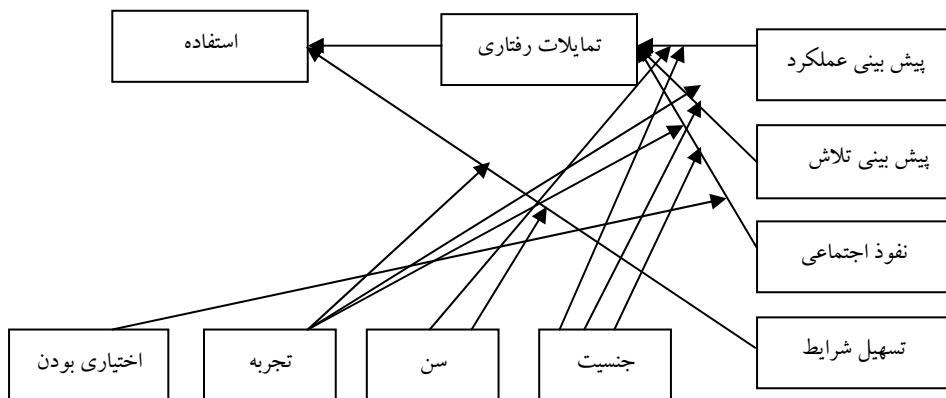 استفاده
تمایلات رفتاری
پیش بینی عملکرد
پیش بینی تلاش
نفوذ اجتماعی
تسهیل شرایط
جنسیت
سن
تجربه
اختیاری بودن